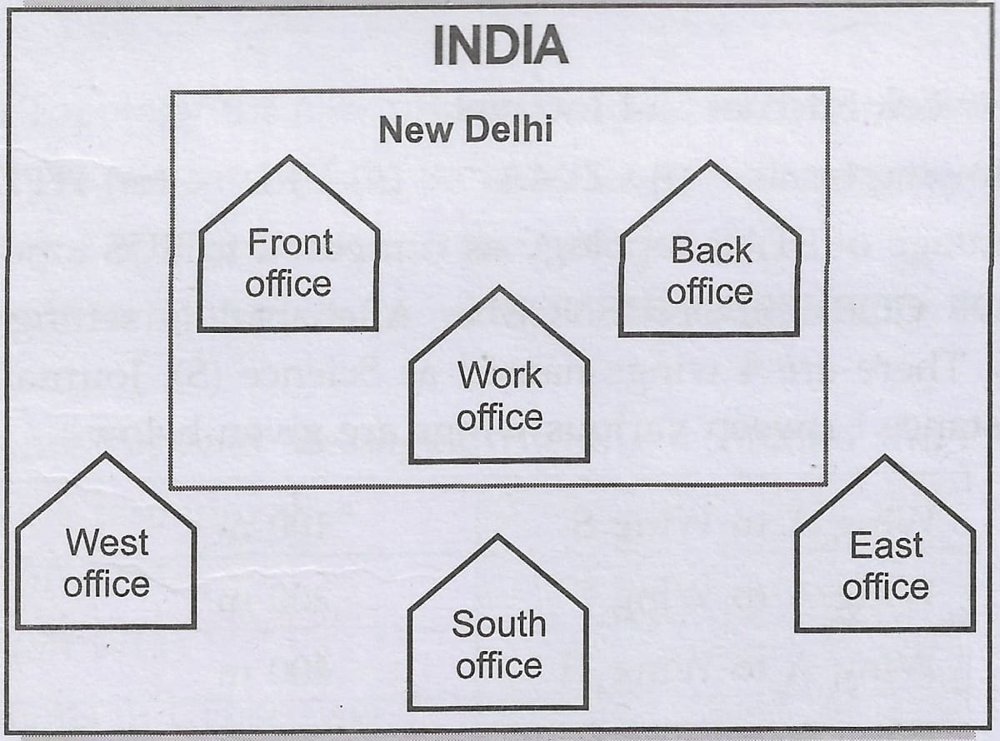 INDIA
New Delhi
Front
office
Back
office
Work
office
West
office
South
office
East
office